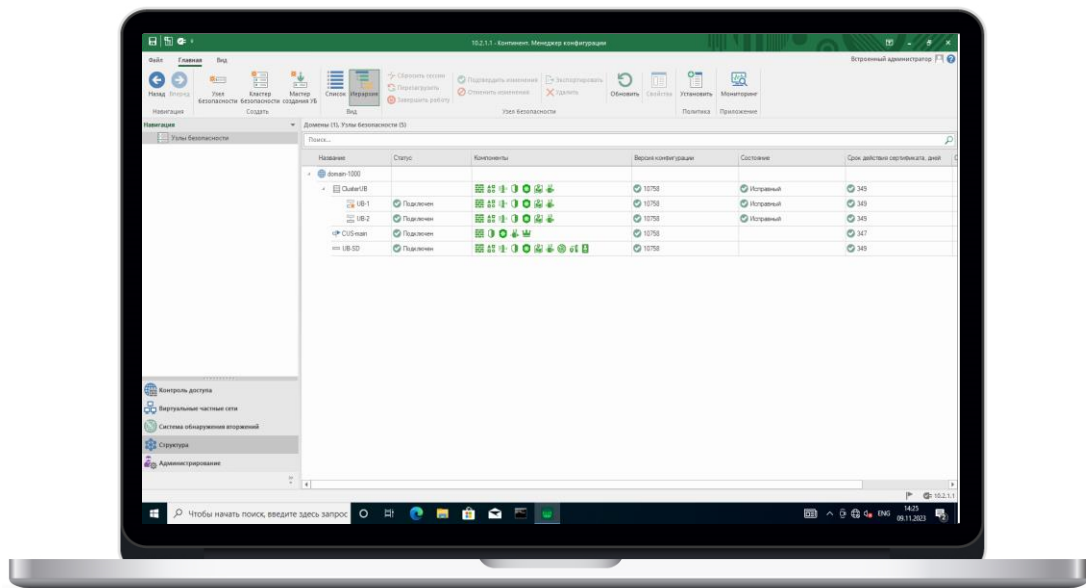 10.2.1.1 - Континент. Менеджер конфигурации
Файл Главная Вид
Встроенный администратор
Назад Вперед
Узел безопасности
Кластер безопасности
Мастер создания УБ
Список Иерархия
Сбросить сессии
Перезагрузить
Завершить работу
Подтвердить изменения
Отменить изменения
Экспортировать
Удалить
Обновить Свойства
Установить
Мониторинг
Навигация Создать Вид Узел Безопасности Политика Приложение
Навигация
Домены (1), Узлы безопасности (5)
Узлы безопасности
Поиск...
Название Статус Компоненты Версия конфигурации Состояние Срок действия сертификата, дней
domain-1000
ClusterUB 10758 Исправный 349
UB-1 Подключен 10758 Исправный 349
UB-2 Подключен 10758 Исправный 349
CUS-main Подключен 10758 347
UB-SD Подключен 10758 349
Контроль доступа
Виртуальные частные сети
Система обнаружения вторжений
Структура
Администрирование
10.2.1.1
Чтобы начать поиск, введите здесь запрос
ENG
14:25
09.11.2023
2